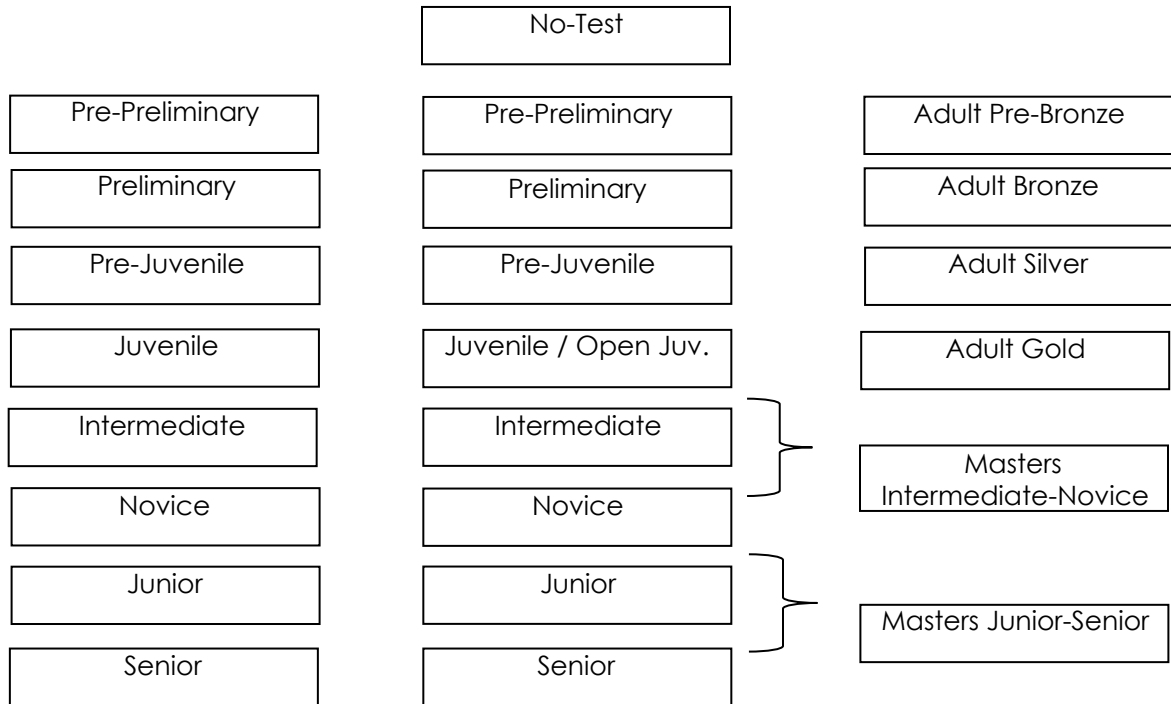 No-Test
Pre-Preliminary
Pre-Preliminary
Adult Pre-Bronze
Preliminary
Preliminary
Adult Bronze
Pre-Juvenile
Pre-Juvenile
Adult Silver
Juvenile
Juvenile / Open Juv.
Adult Gold
Intermediate
Intermediate
Masters
Intermediate-Novice
Novice
Novice
Junior
Junior
Masters Junior-Senior
Senior
Senior